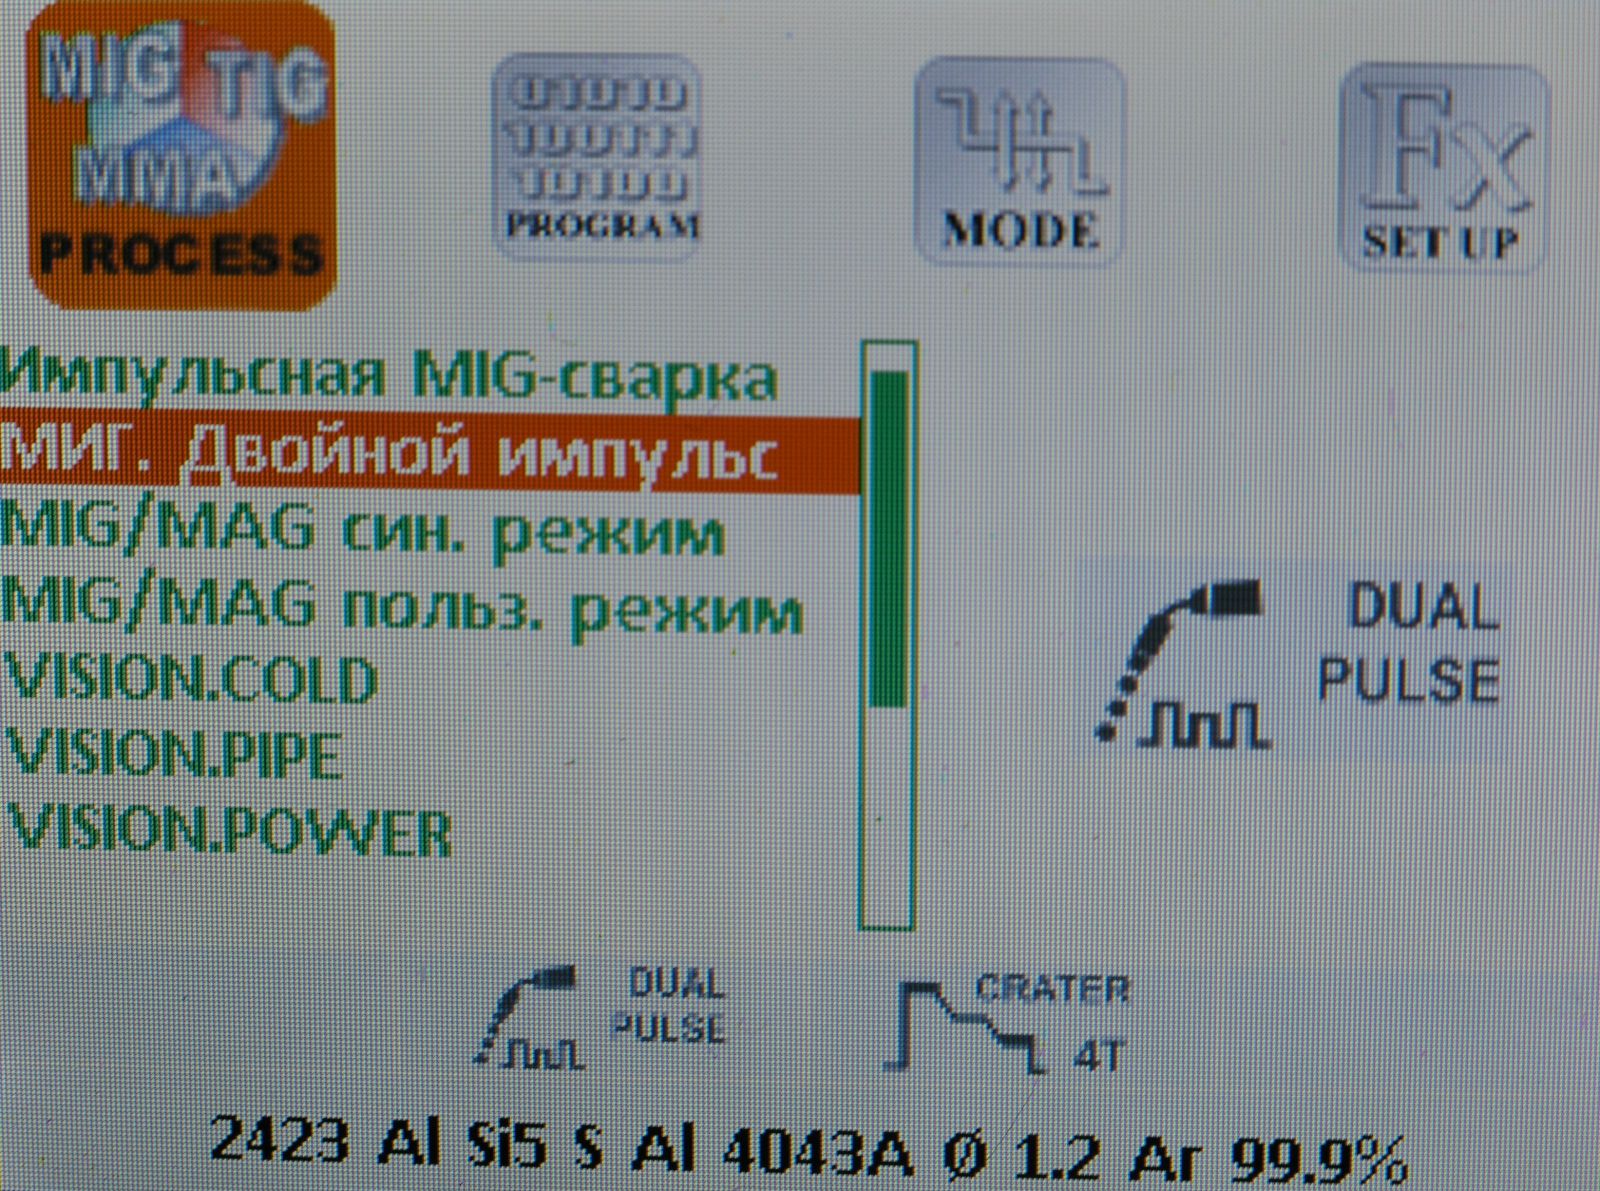 MIG TIG
MMA
PROCESS
PROGRAM
MODE
Fx
SET UP
Импульсная MIG-сварка
МИГ. Двойной импульс
MIG/MAG син. режим
MIG/MAG польз. режим
VISION.COLD
VISION.PIPE
VISION.POWER
DUAL
PULSE
DUAL
PULSE
CRATER
4T
2423 Al Si5 S Al 4043A Ø 1.2 Ar 99.9%